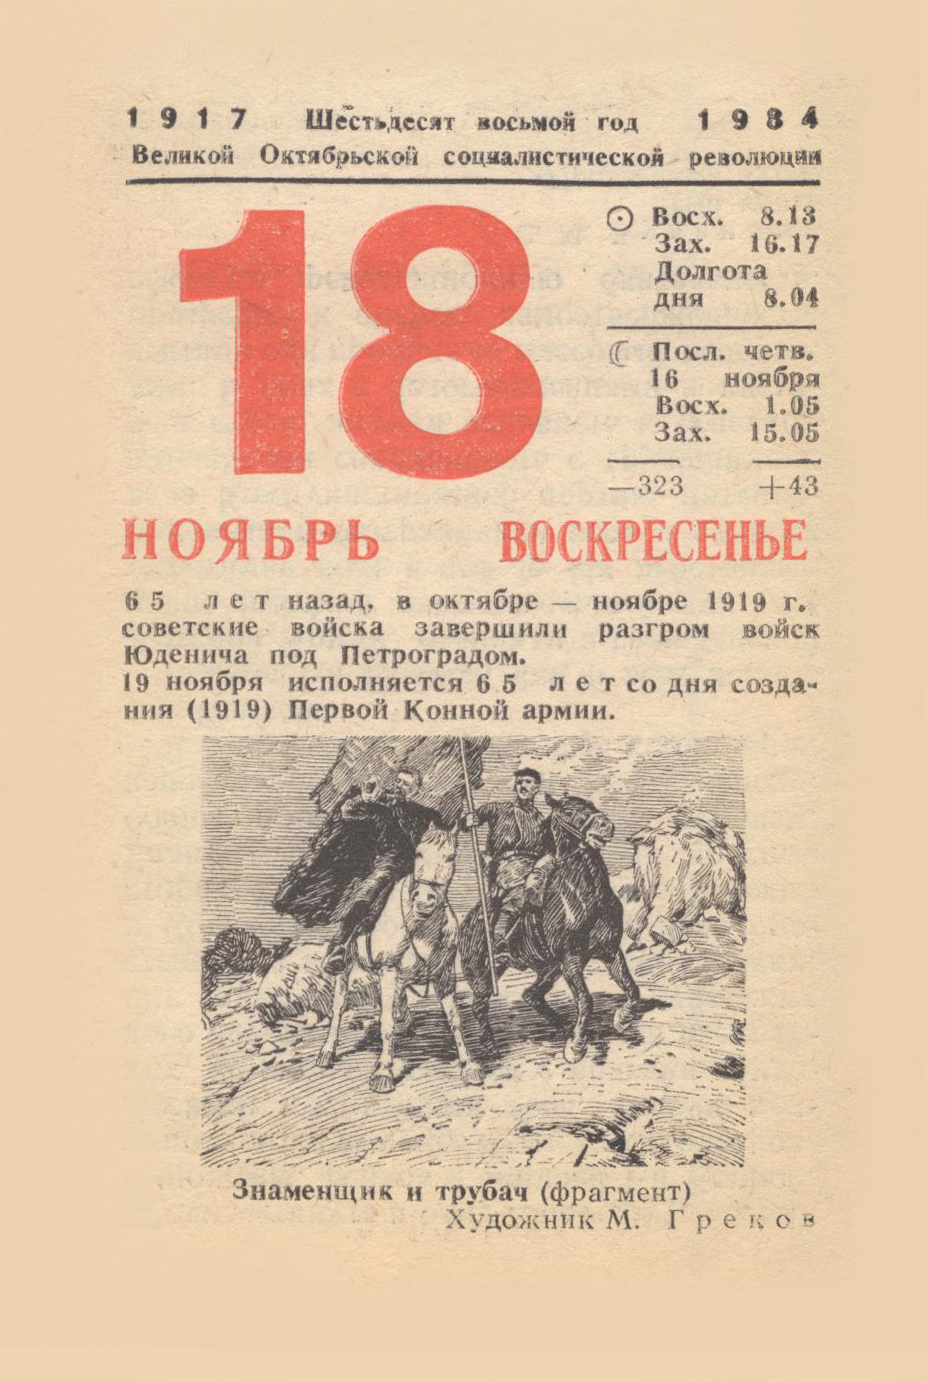 1917 Шестьдесят восьмой год 1984
Великой Октябрьской социалистической революции
18
Восх. 8.13
Зах. 16.17
Долгота
дня 8.04
Посл. четв.
16 ноября
Восх. 1.05
Зах. 15.05
—323 +43
НОЯБРЬ ВОСКРЕСЕНЬЕ
65 лет назад, в октябре — ноябре 1919 г.
советские войска завершили разгром войск
Юденича под Петроградом.
19 ноября исполняется 65 лет со дня созда-
ния (1919) Первой Конной армии.
Знаменщик и трубач (фрагмент)
Художник М. Греков